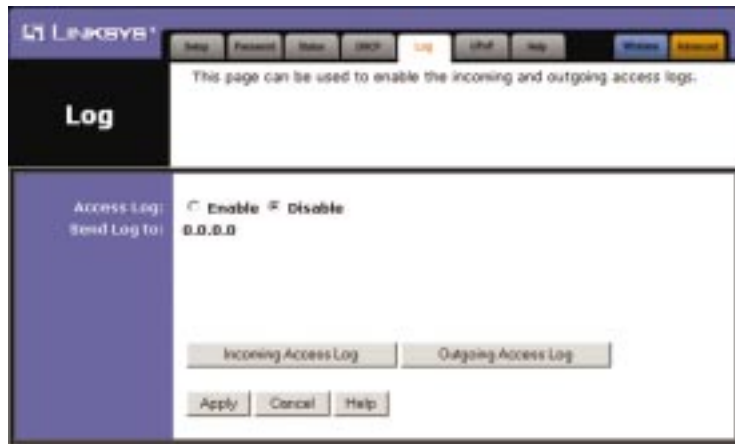 LINKSYS®
Setup Password Status DHCP Log UPnP Help Wireless Advanced
This page can be used to enable the incoming and outgoing access logs.
Log
Access Log: Enable Disable
Send Log to: 0.0.0.0
Incoming Access Log Outgoing Access Log
Apply Cancel Help